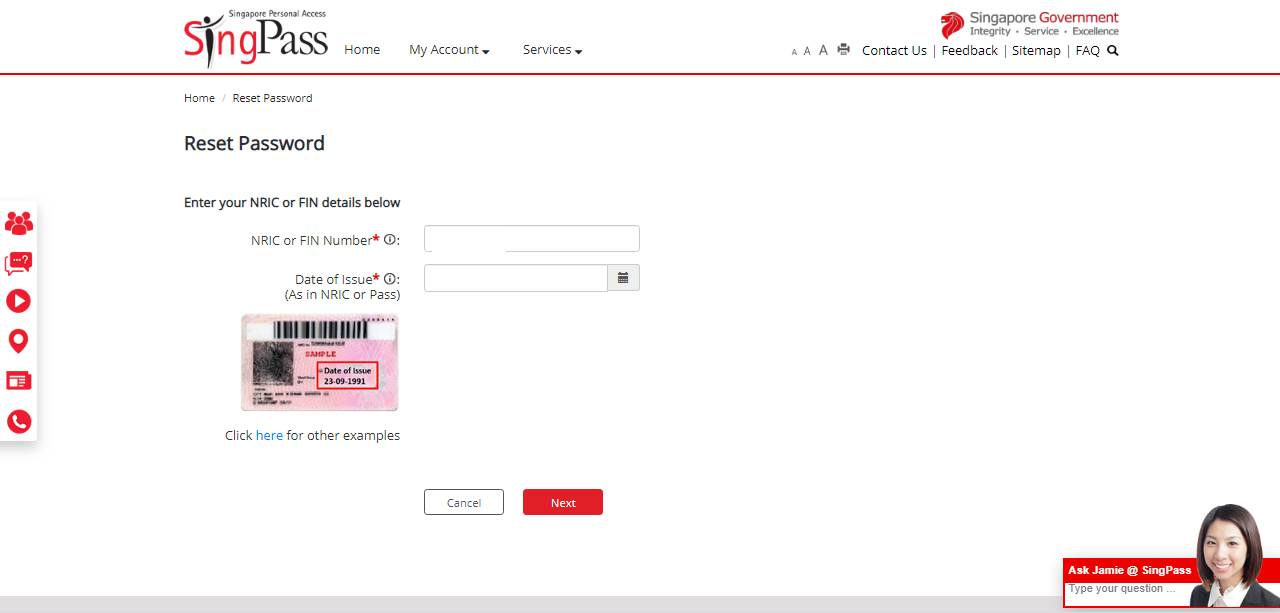 Singapore Personal Access
SingPass
Home
My Account
Services
Singapore Government
Integrity · Service · Excellence
A A A
Contact Us | Feedback | Sitemap | FAQ
Home / Reset Password
Reset Password
Enter your NRIC or FIN details below
NRIC or FIN Number* :
Date of Issue* :
(As in NRIC or Pass)
SAMPLE
Date of Issue
23-09-1991
Click here for other examples
Cancel
Next
Ask Jamie @ SingPass
Type your question ...